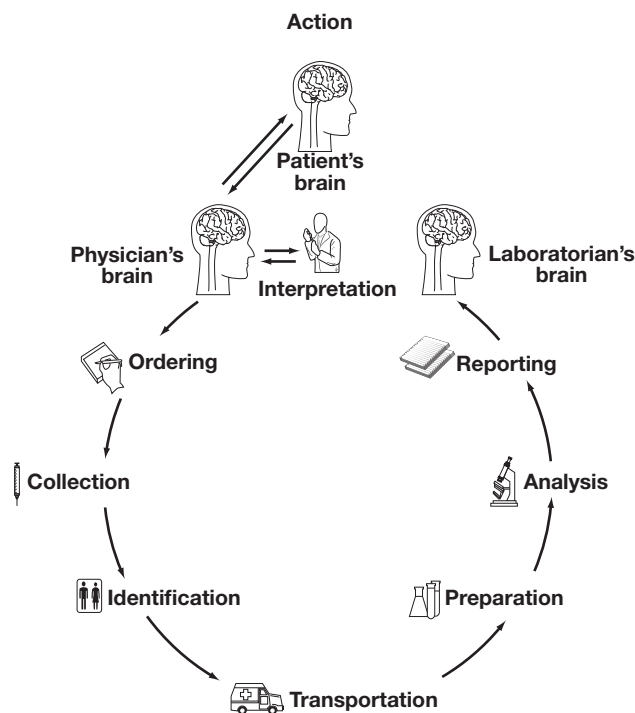 Action
Patient's
brain
Physician's
brain
Interpretation
Laboratorian's
brain
Ordering
Reporting
Collection
Analysis
Identification
Preparation
Transportation